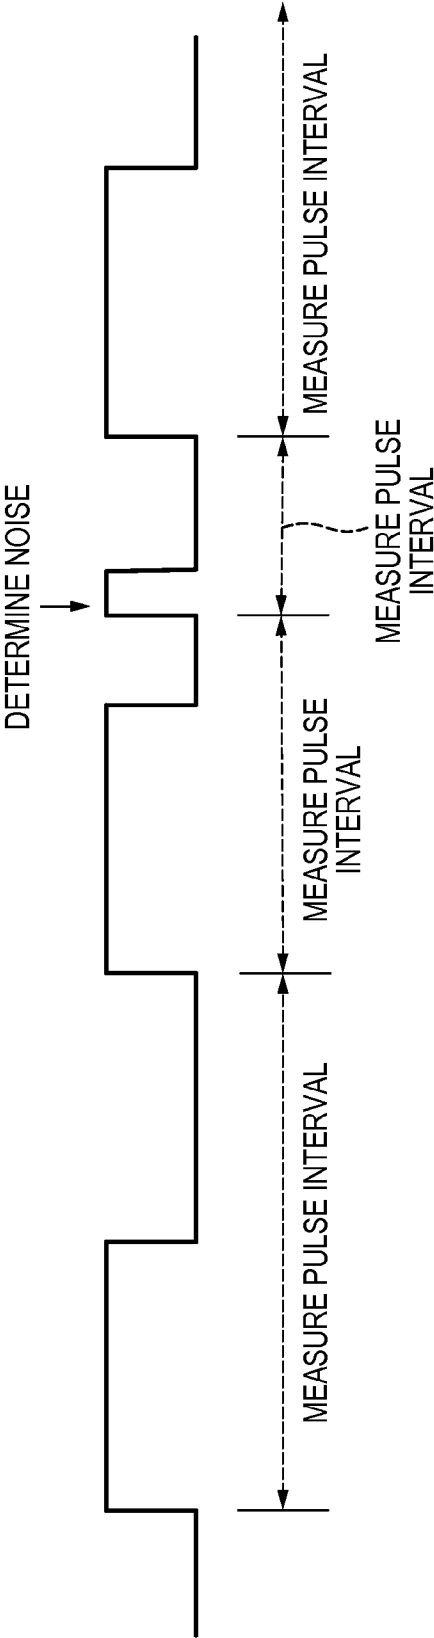 DETERMINE NOISE
MEASURE PULSE INTERVAL
MEASURE PULSE
INTERVAL
MEASURE PULSE
INTERVAL
MEASURE PULSE INTERVAL